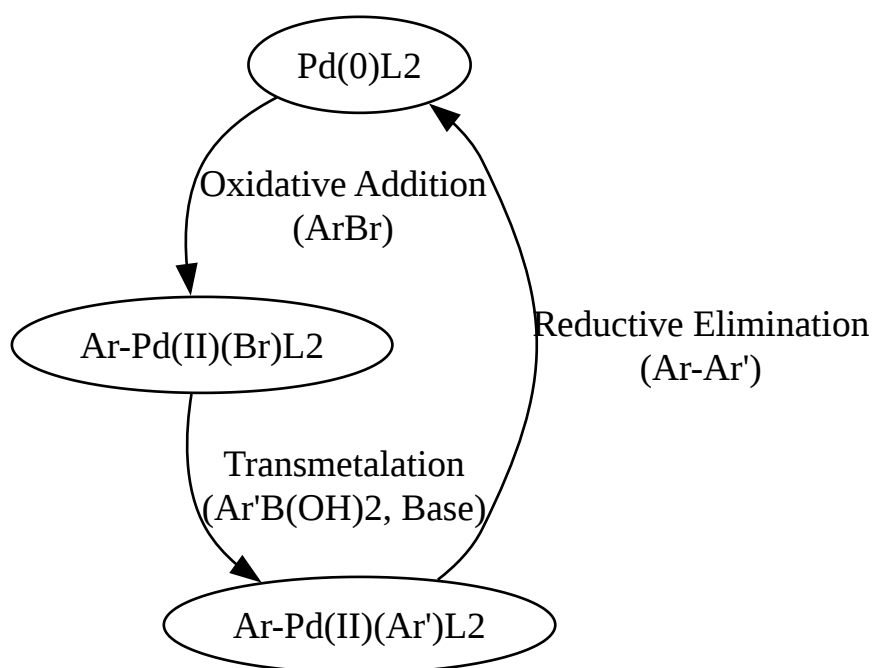 Pd(0)L2
Oxidative Addition
(ArBr)
Ar-Pd(II)(Br)L2
Reductive Elimination
(Ar-Ar')
Transmetalation
(Ar'B(OH)2, Base)
Ar-Pd(II)(Ar')L2